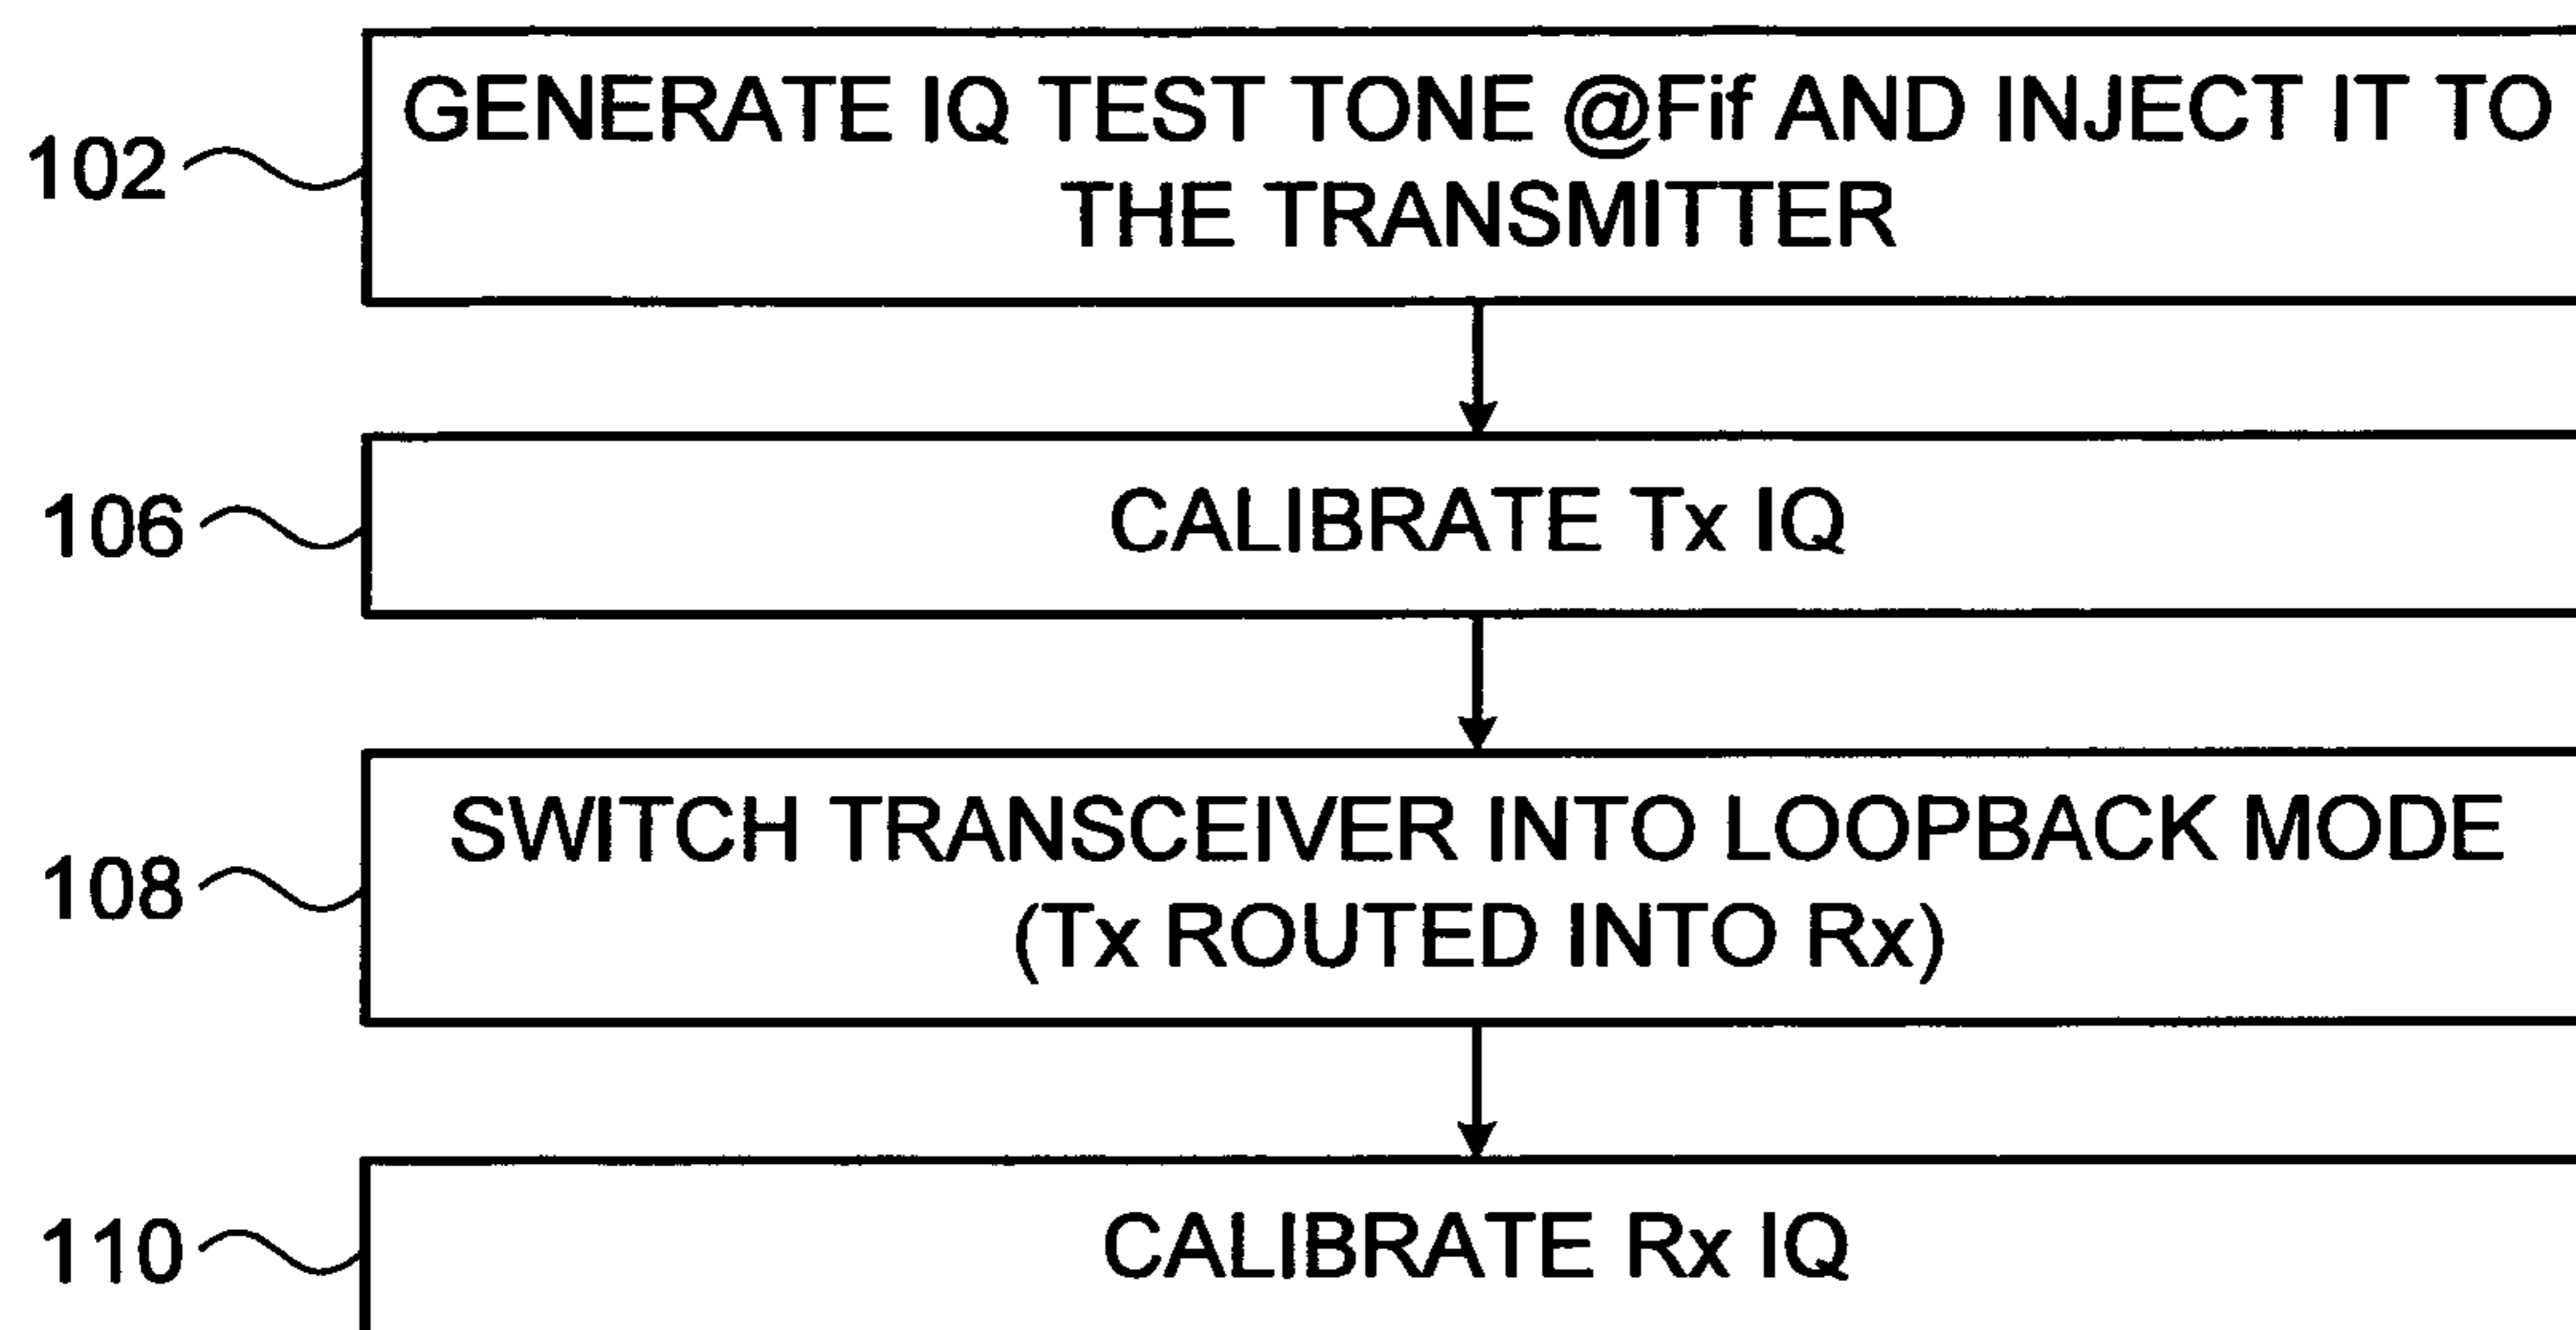 102
GENERATE IQ TEST TONE @Fif AND INJECT IT TO
THE TRANSMITTER
106
CALIBRATE Tx IQ
108
SWITCH TRANSCEIVER INTO LOOPBACK MODE
(Tx ROUTED INTO Rx)
110
CALIBRATE Rx IQ